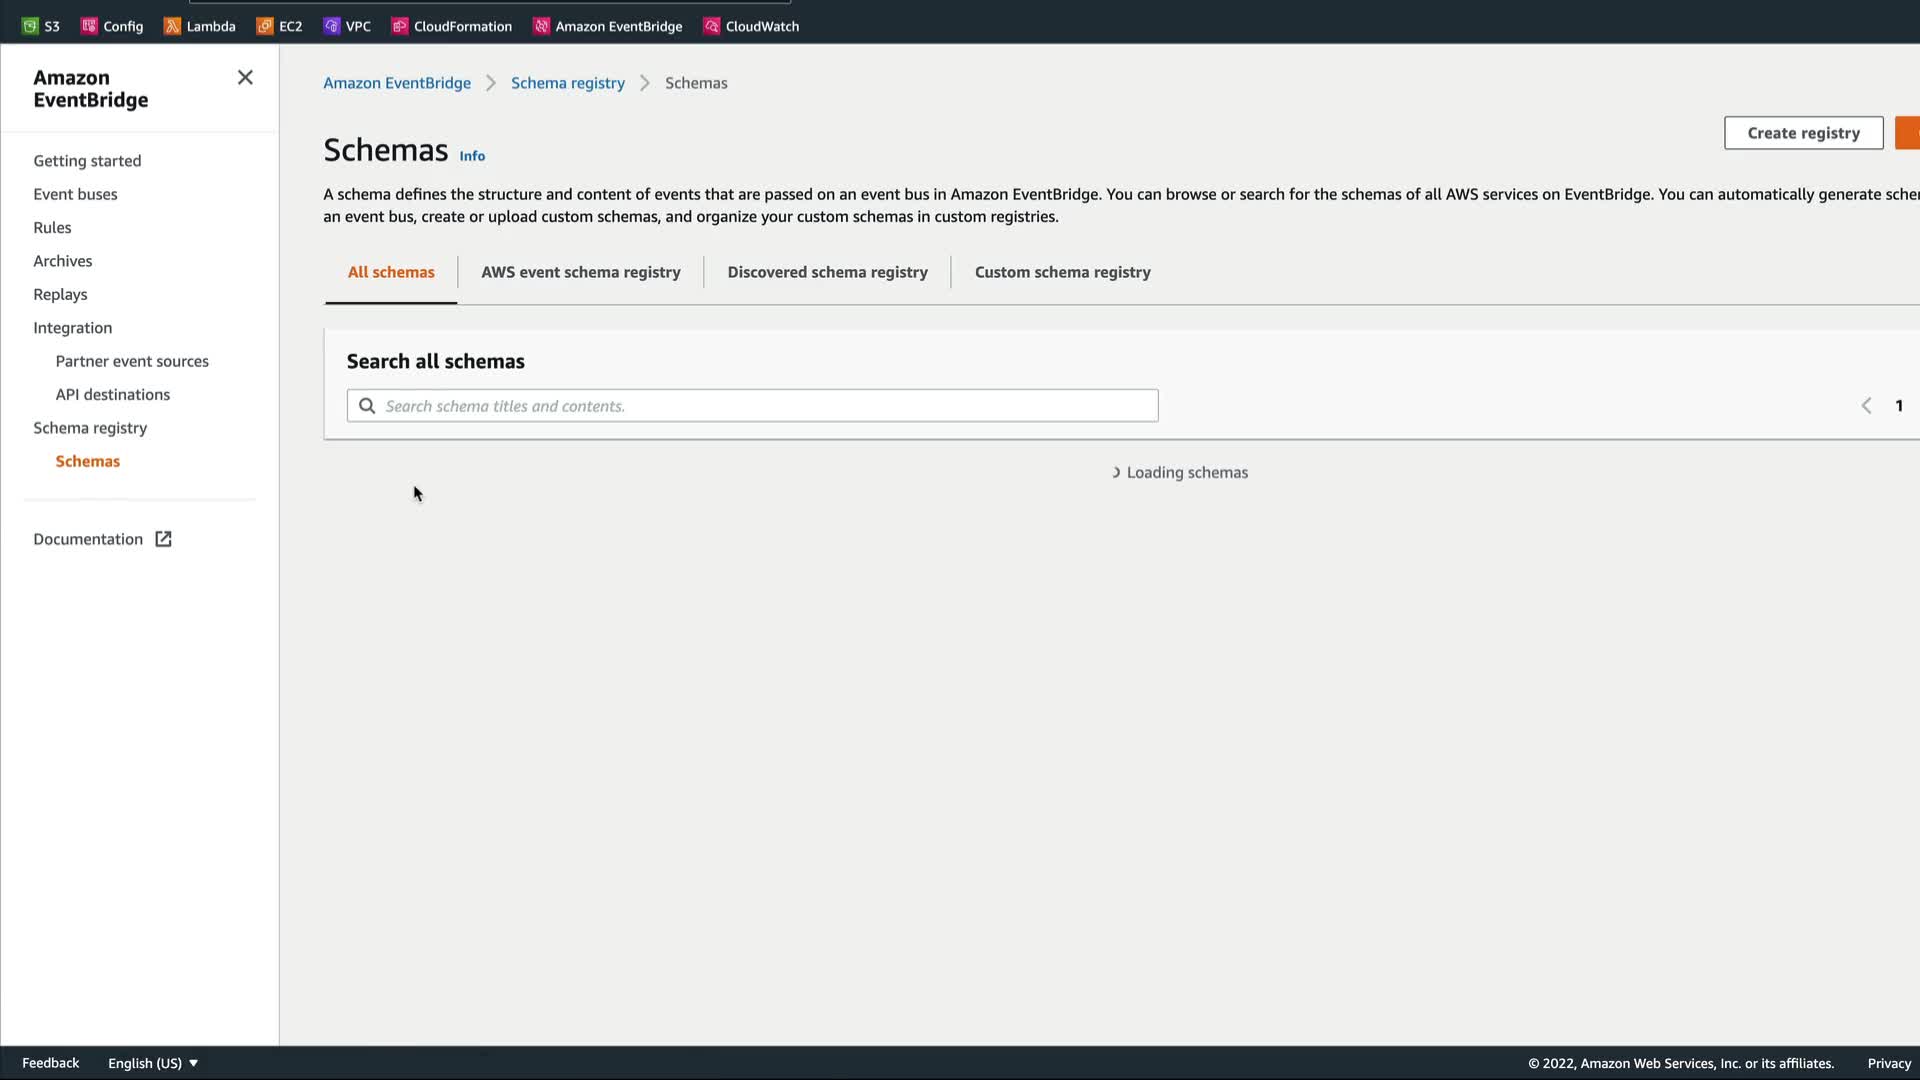 S3 Config Lambda EC2 VPC CloudFormation Amazon EventBridge CloudWatch
Amazon
EventBridge
Getting started
Event buses
Rules
Archives
Replays
Integration
Partner event sources
API destinations
Schema registry
Schemas
Documentation
Amazon EventBridge Schema registry Schemas
Schemas Info
Create registry
A schema defines the structure and content of events that are passed on an event bus in Amazon EventBridge. You can browse or search for the schemas of all AWS services on EventBridge. You can automatically generate
an event bus, create or upload custom schemas, and organize your custom schemas in custom registries.
All schemas AWS event schema registry Discovered schema registry Custom schema registry
Search all schemas
Search schema titles and contents.
1
Loading schemas
Feedback English (US) © 2022, Amazon Web Services, Inc. or its affiliates. Privacy